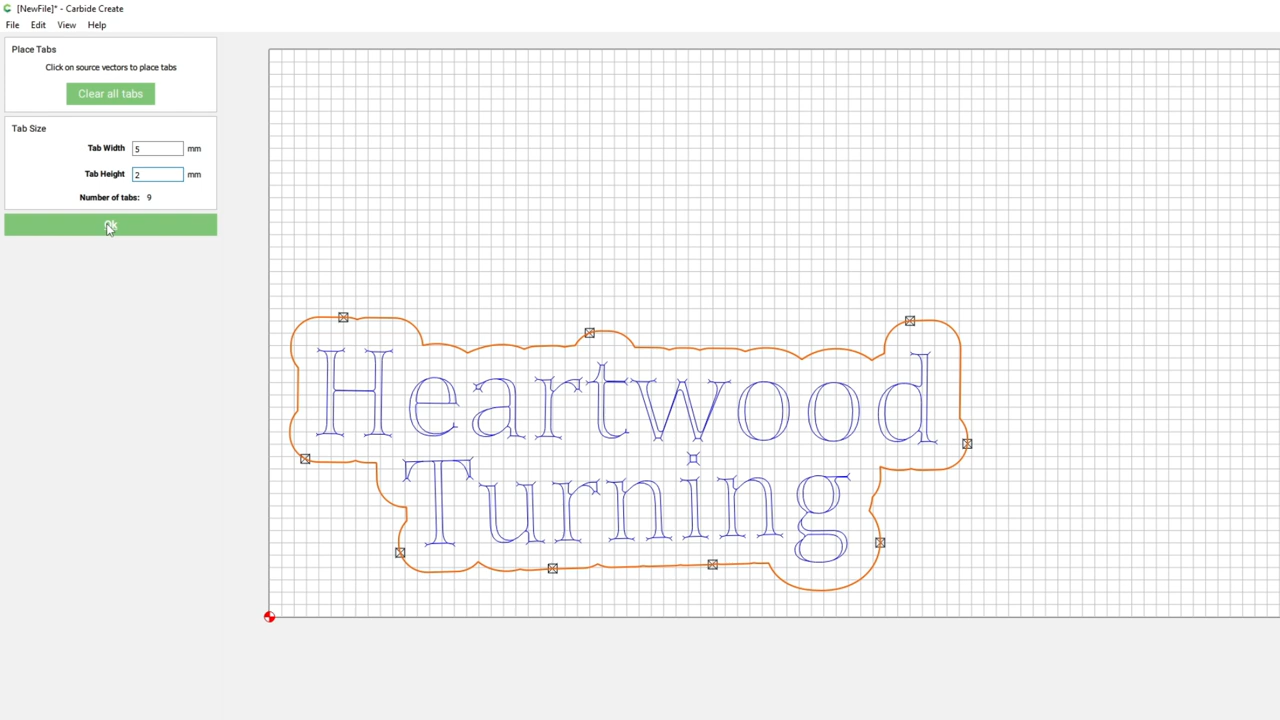 [NewFile]* - Carbide Create
File Edit View Help
Place Tabs
Click on source vectors to place tabs
Clear all tabs
Tab Size
Tab Width 5 mm
Tab Height 2 mm
Number of tabs: 9
Ok
Heartwood
Turning